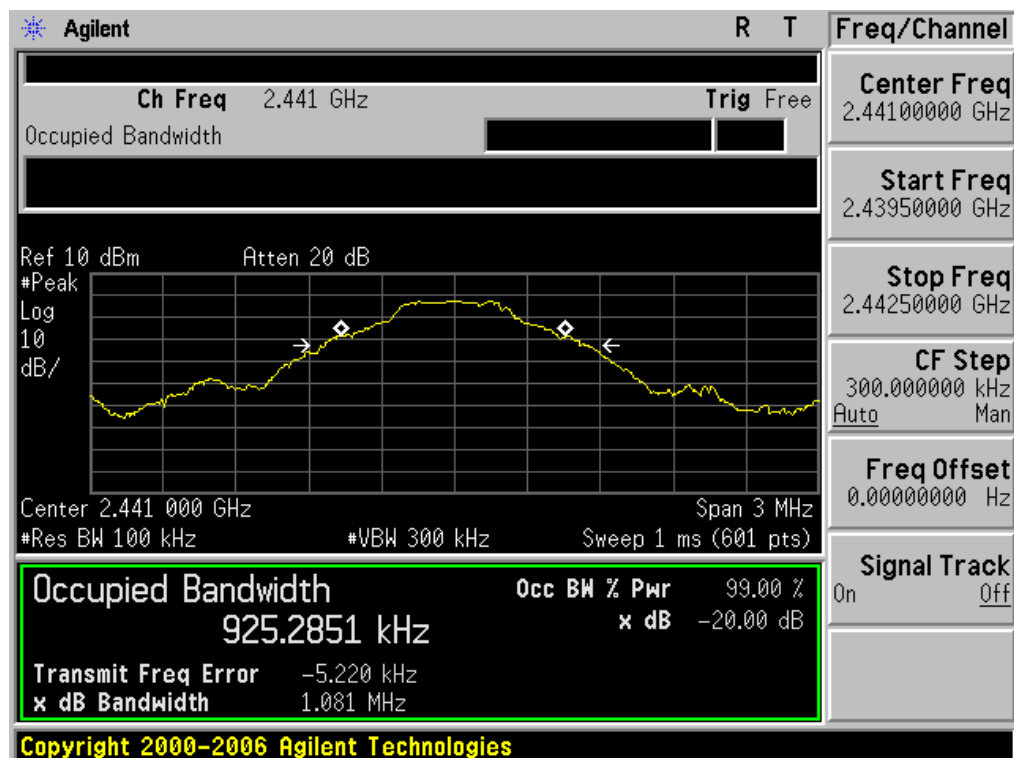 Agilent R T
Ch Freq 2.441 GHz Trig Free
Occupied Bandwidth
Ref 10 dBm Atten 20 dB
#Peak
Log
10
dB/
Center 2.441 000 GHz Span 3 MHz
#Res BW 100 kHz #VBW 300 kHz Sweep 1 ms (601 pts)
Occupied Bandwidth
925.2851 kHz
Occ BW % Pwr 99.00 %
x dB -20.00 dB
Transmit Freq Error -5.220 kHz
x dB Bandwidth 1.081 MHz
Copyright 2000-2006 Agilent Technologies
Freq/Channel
Center Freq
2.44100000 GHz
Start Freq
2.43950000 GHz
Stop Freq
2.44250000 GHz
CF Step
300.000000 kHz
Auto Man
Freq Offset
0.00000000 Hz
Signal Track
On Off